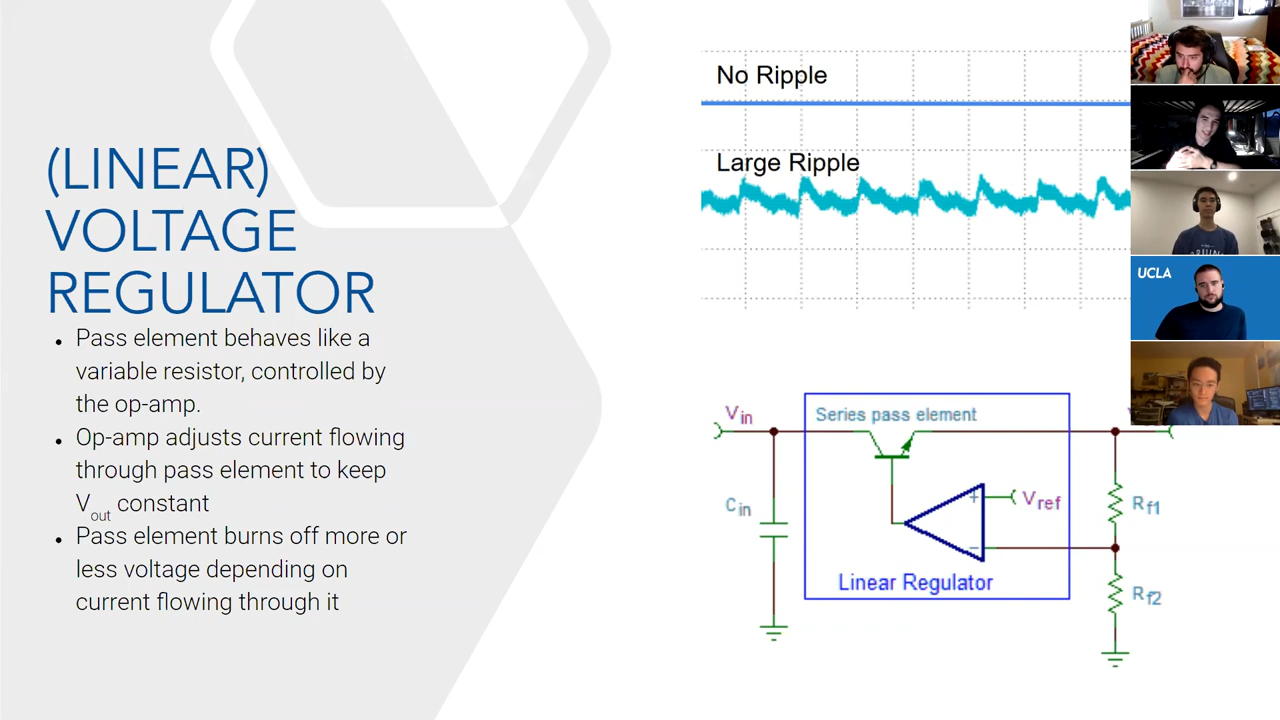 (LINEAR)
VOLTAGE
REGULATOR
• Pass element behaves like a
variable resistor, controlled by
the op-amp.
• Op-amp adjusts current flowing
through pass element to keep
Vout constant
• Pass element burns off more or
less voltage depending on
current flowing through it
No Ripple
Large Ripple
Vin
Series pass element
Cin
+
Vref
−
Linear Regulator
Rf1
Rf2
UCLA